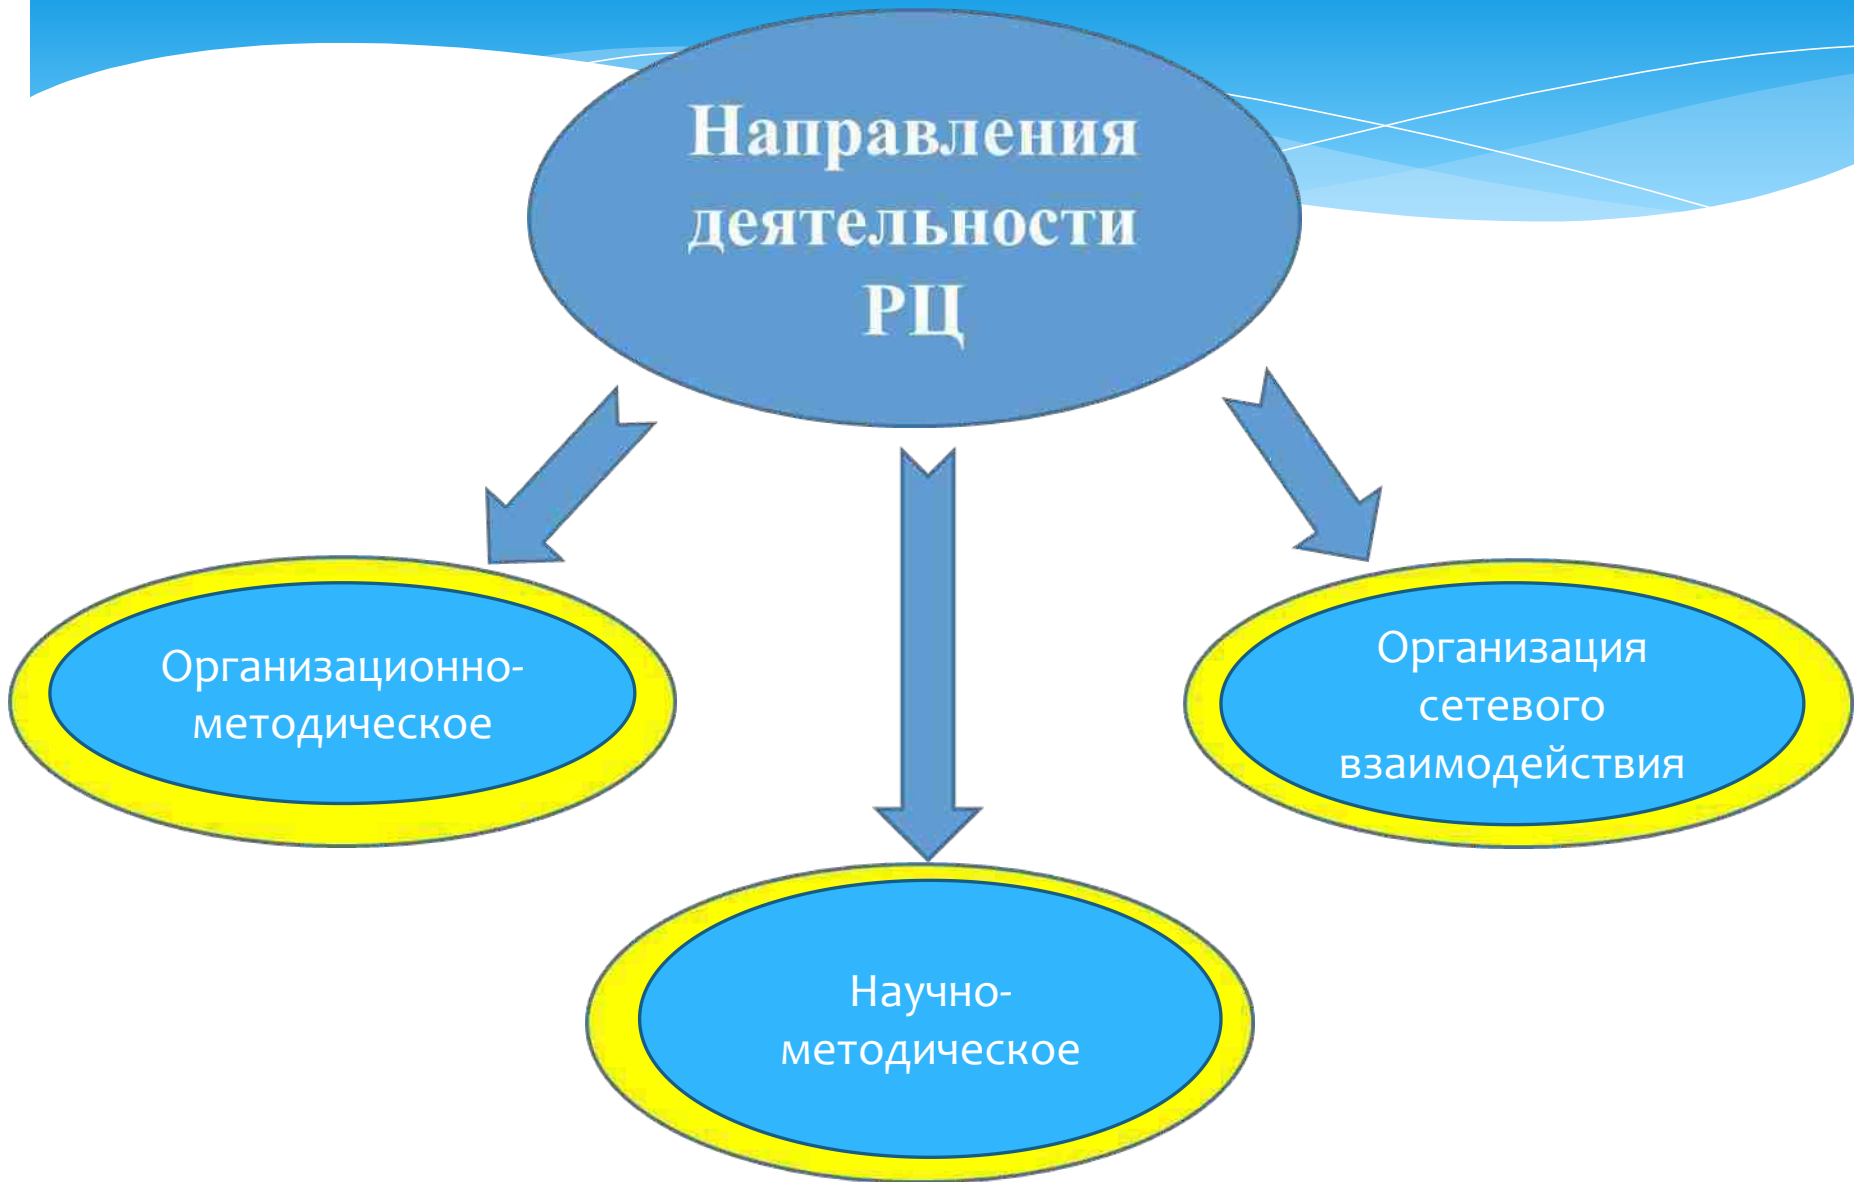 Направления
деятельности
РЦ
Организационно-
методическое
Организация
сетевого
взаимодействия
Научно-
методическое